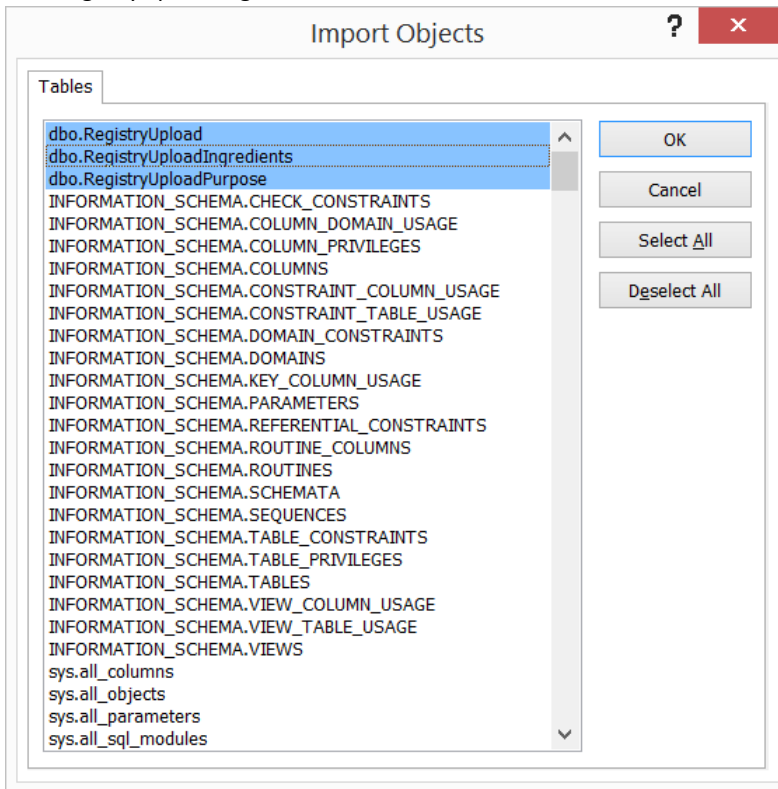 Import Objects
?
×
Tables
dbo.RegistryUpload
dbo.RegistryUploadIngredients
dbo.RegistryUploadPurpose
INFORMATION_SCHEMA.CHECK_CONSTRAINTS
INFORMATION_SCHEMA.COLUMN_DOMAIN_USAGE
INFORMATION_SCHEMA.COLUMN_PRIVILEGES
INFORMATION_SCHEMA.COLUMNS
INFORMATION_SCHEMA.CONSTRAINT_COLUMN_USAGE
INFORMATION_SCHEMA.CONSTRAINT_TABLE_USAGE
INFORMATION_SCHEMA.DOMAIN_CONSTRAINTS
INFORMATION_SCHEMA.DOMAINS
INFORMATION_SCHEMA.KEY_COLUMN_USAGE
INFORMATION_SCHEMA.PARAMETERS
INFORMATION_SCHEMA.REFERENTIAL_CONSTRAINTS
INFORMATION_SCHEMA.ROUTINE_COLUMNS
INFORMATION_SCHEMA.ROUTINES
INFORMATION_SCHEMA.SCHEMATA
INFORMATION_SCHEMA.SEQUENCES
INFORMATION_SCHEMA.TABLE_CONSTRAINTS
INFORMATION_SCHEMA.TABLE_PRIVILEGES
INFORMATION_SCHEMA.TABLES
INFORMATION_SCHEMA.VIEW_COLUMN_USAGE
INFORMATION_SCHEMA.VIEW_TABLE_USAGE
INFORMATION_SCHEMA.VIEWS
sys.all_columns
sys.all_objects
sys.all_parameters
sys.all_sql_modules
OK
Cancel
Select All
Deselect All